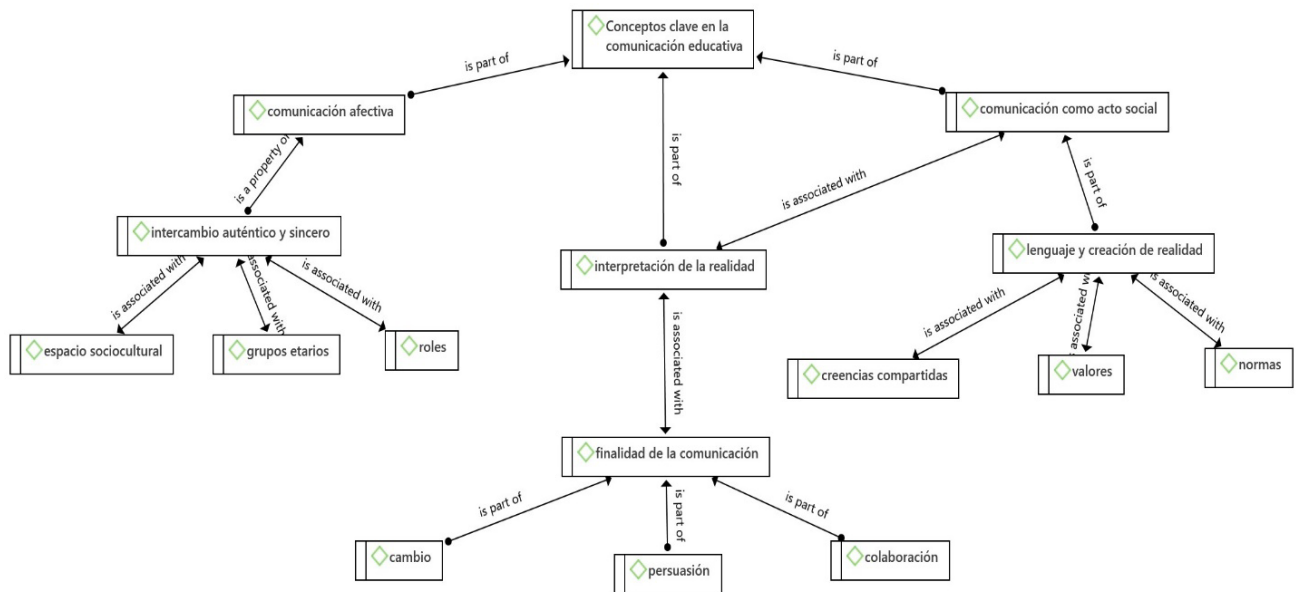 Conceptos clave en la
comunicación educativa
is part of
is part of
comunicación afectiva
comunicación como acto social
is a property of
is part of
is associated with
is part of
intercambio auténtico y sincero
interpretación de la realidad
lenguaje y creación de realidad
is associated with
is associated with
is associated with
is associated with
is associated with
is associated with
is associated with
espacio sociocultural
grupos etarios
roles
creencias compartidas
valores
normas
finalidad de la comunicación
is part of
is part of
is part of
cambio
persuasión
colaboración